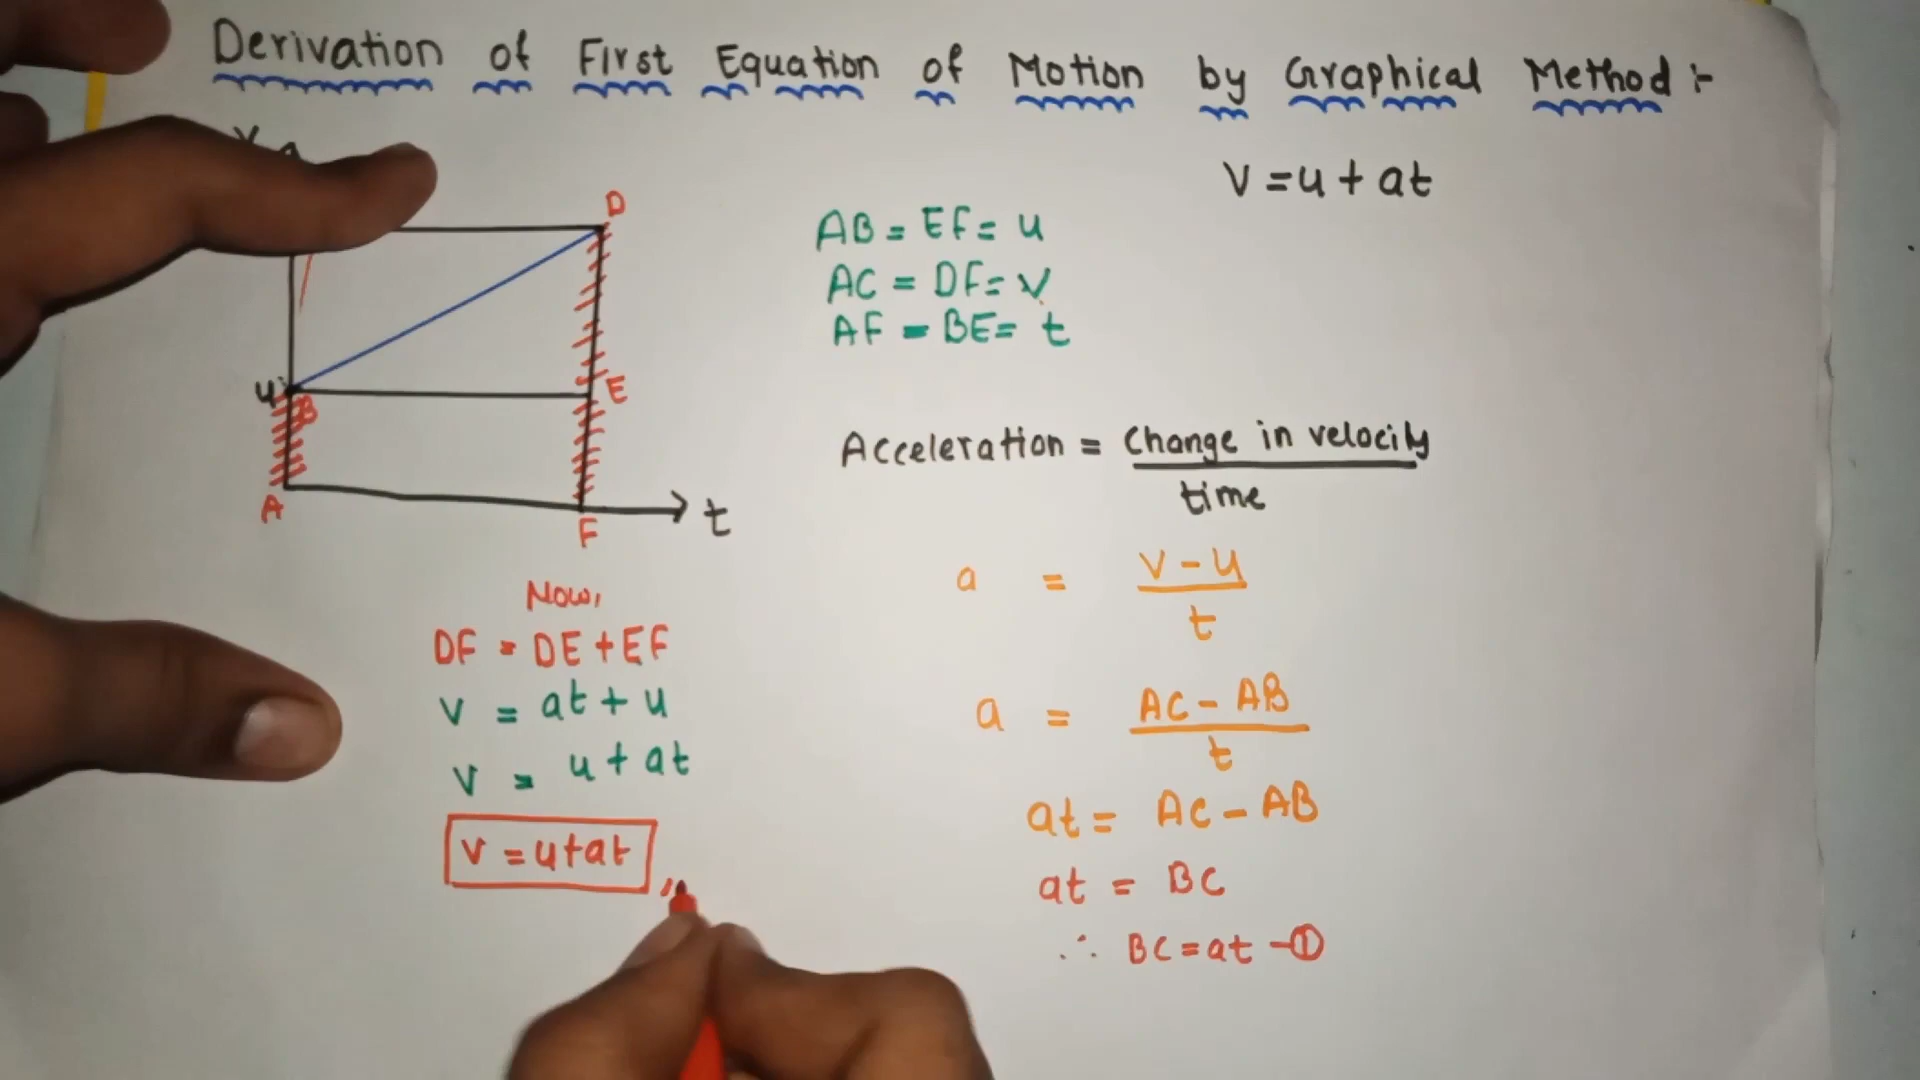 Derivation of First Equation of Motion by Graphical Method :-
V = u + at
D
AB = EF = u
AC = DF = V
AF = BE = t
u
B
E
A
F
t
Acceleration = Change in velocity
time
a = V - u
t
a = AC - AB
t
at = AC - AB
at = BC
∴ BC = at - ①
Now,
DF = DE + EF
V = at + u
V = u + at
V = u + at